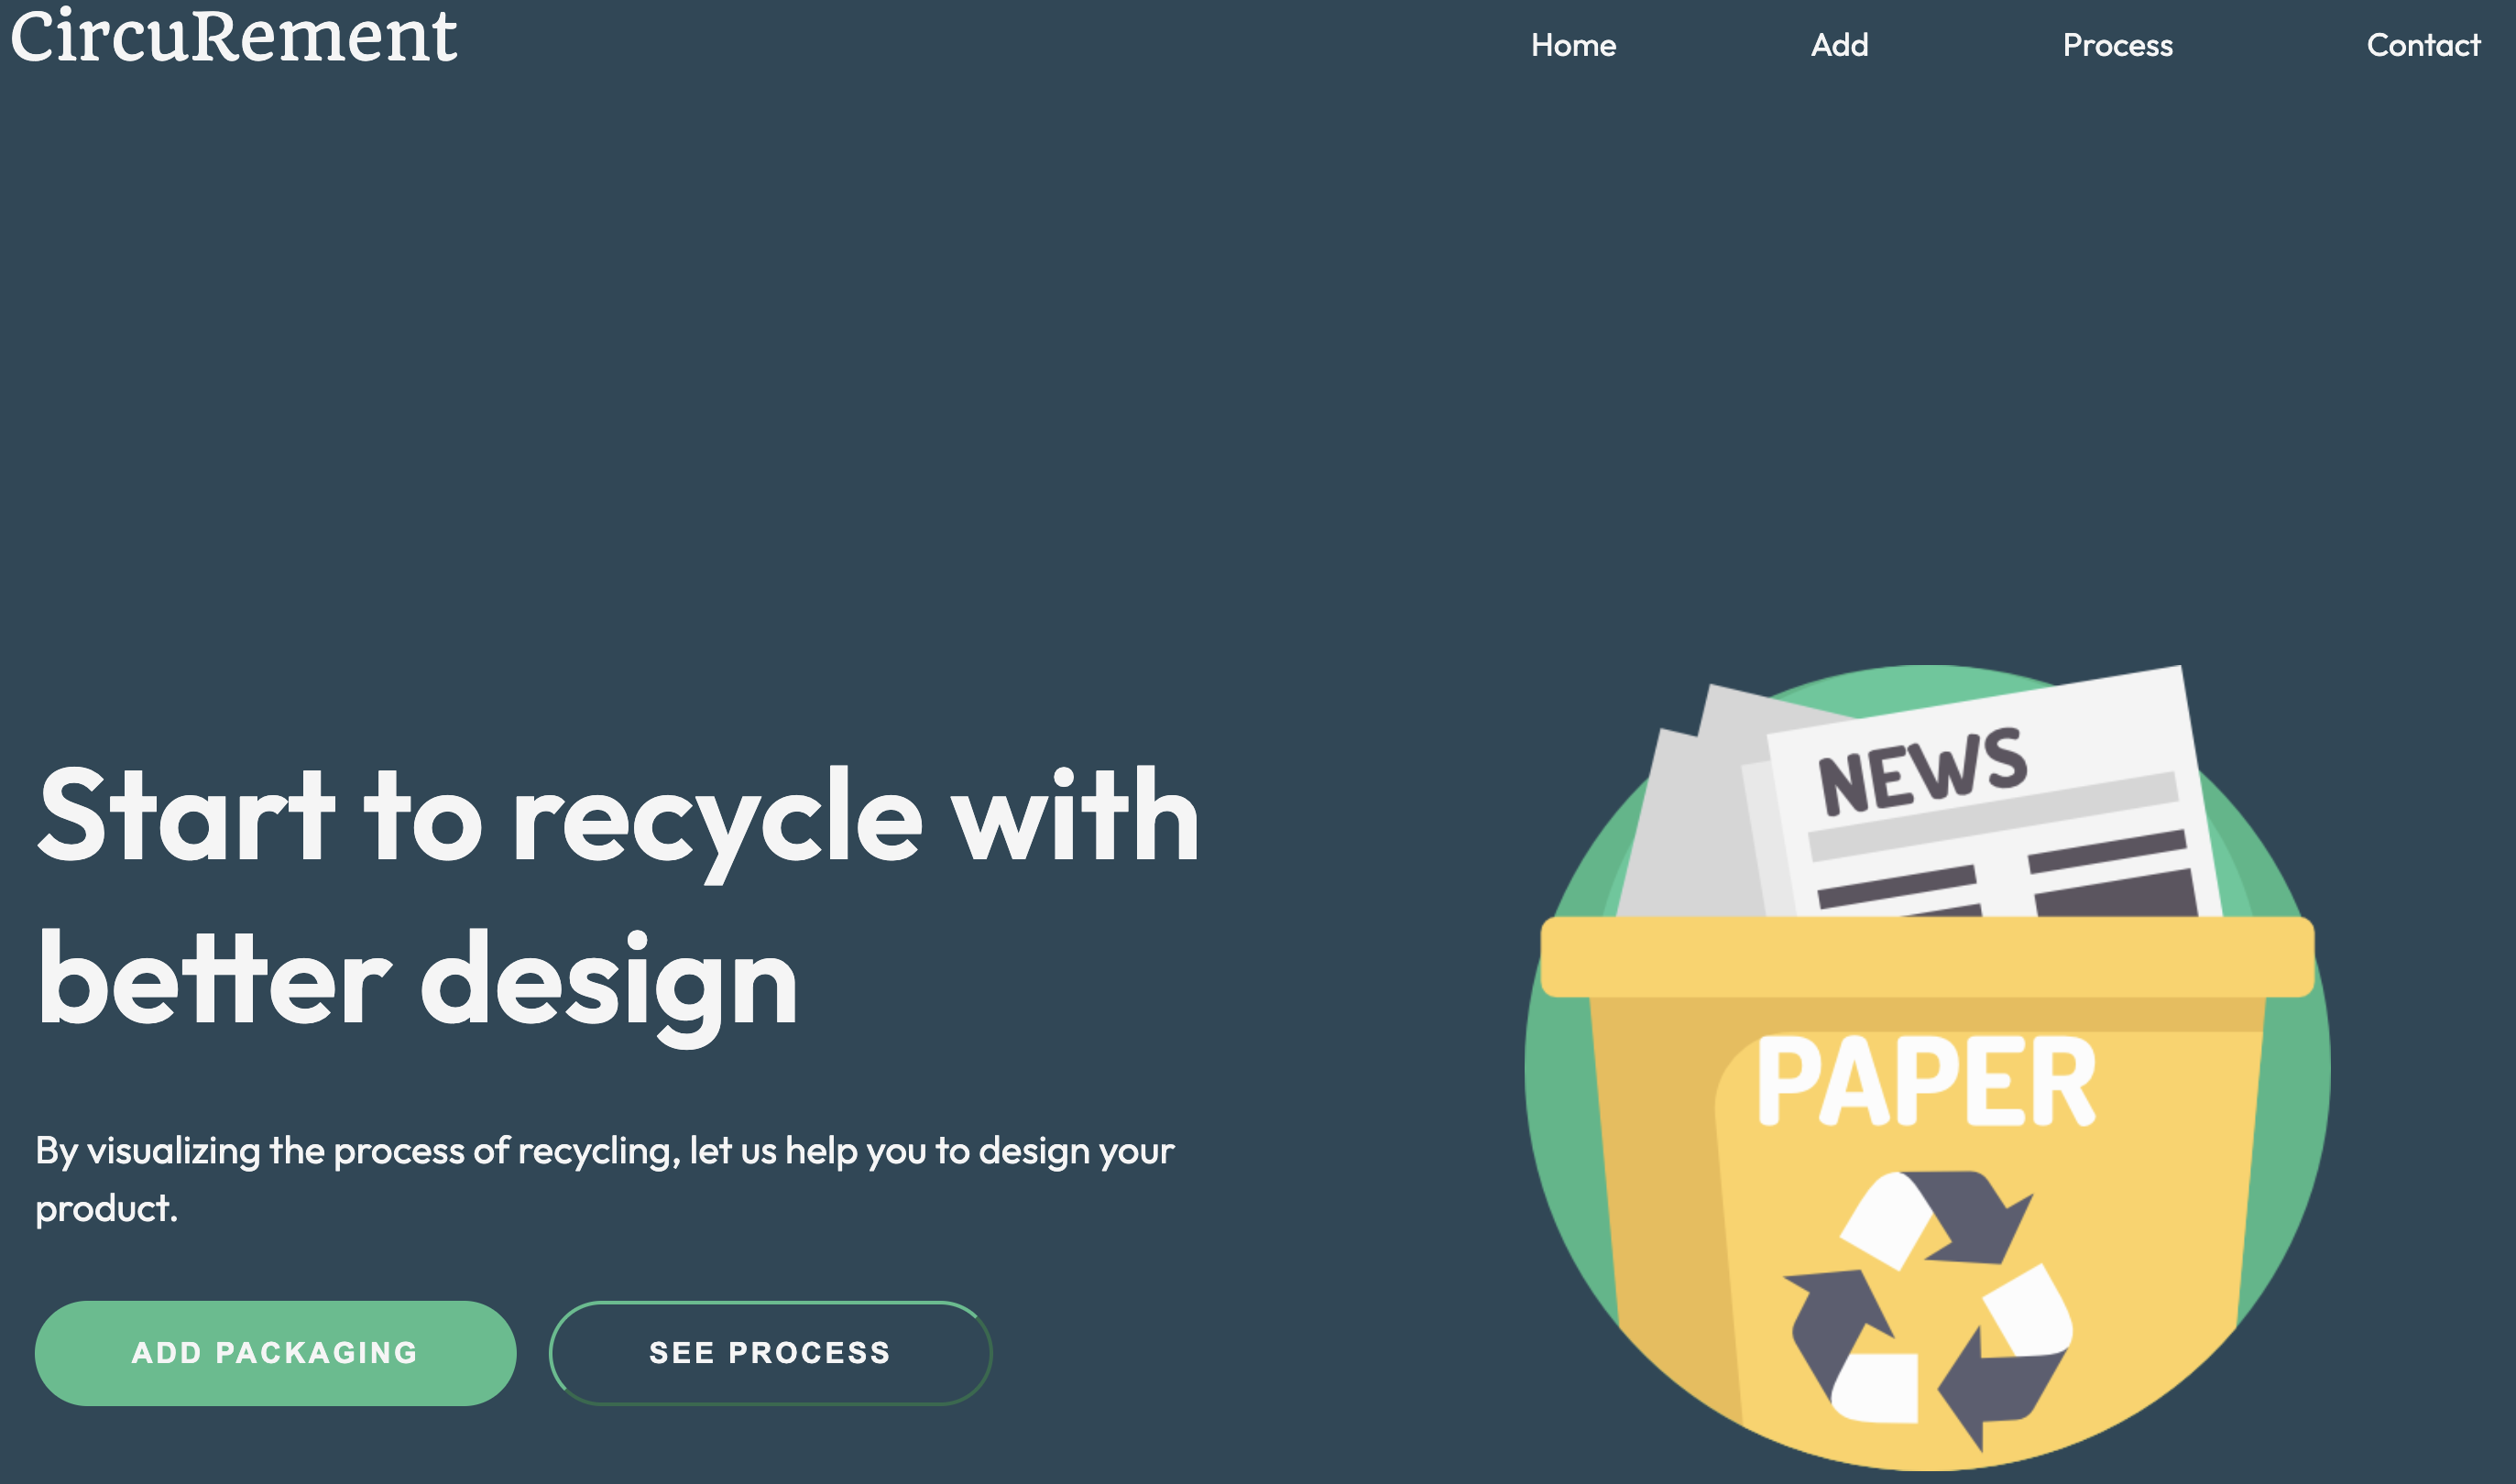 CircuRement
Home
Add
Process
Contact
Start to recycle with
better design
By visualizing the process of recycling, let us help you to design your
product.
ADD PACKAGING
SEE PROCESS
NEWS
PAPER